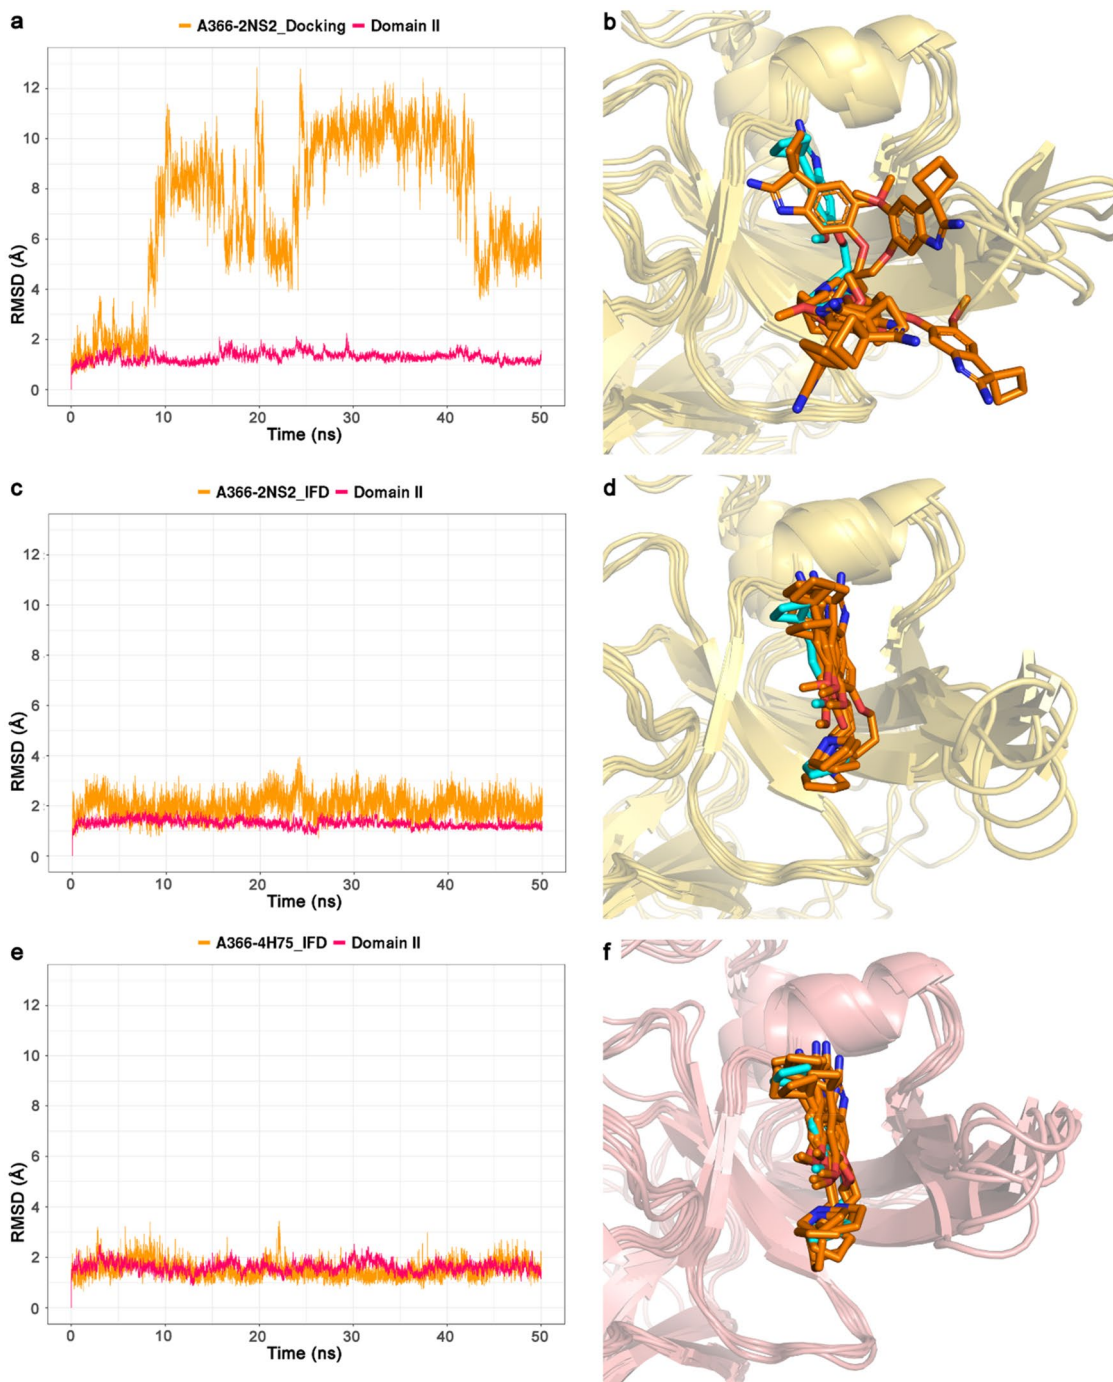 a
A366-2NS2_Docking Domain II
12
10
8
6
4
2
0
RMSD (Å)
0 10 20 30 40 50
Time (ns)
b
c
A366-2NS2_IFD Domain II
12
10
8
6
4
2
0
RMSD (Å)
0 10 20 30 40 50
Time (ns)
d
e
A366-4H75_IFD Domain II
12
10
8
6
4
2
0
RMSD (Å)
0 10 20 30 40 50
Time (ns)
f